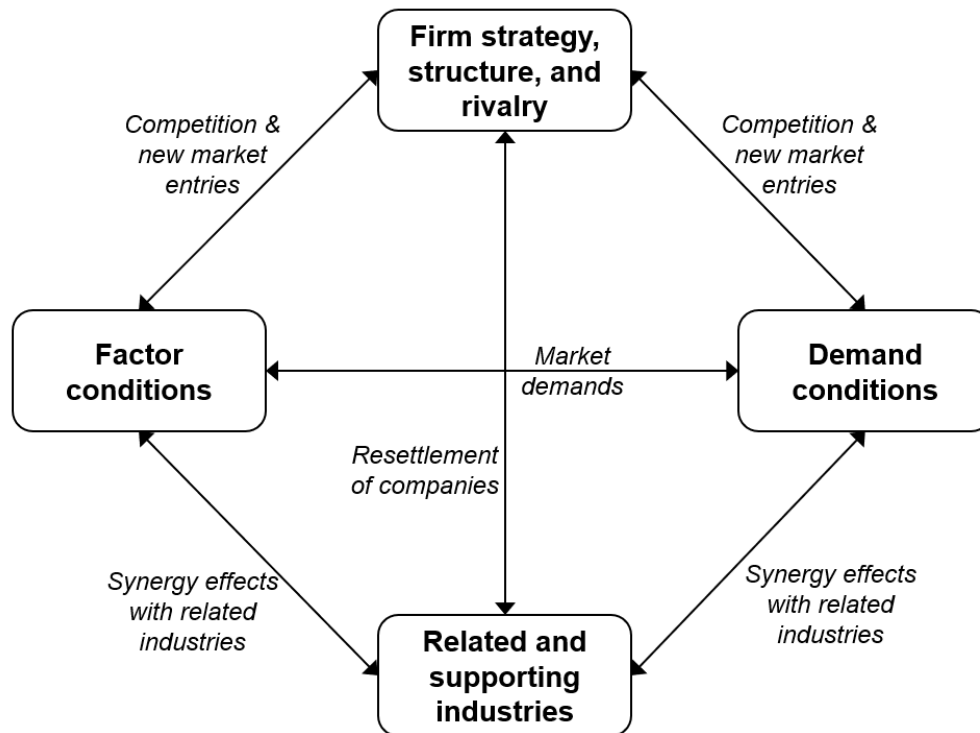 Firm strategy,
structure, and
rivalry
Competition &
new market
entries
Competition &
new market
entries
Factor
conditions
Market
demands
Demand
conditions
Resettlement
of companies
Synergy effects
with related
industries
Synergy effects
with related
industries
Related and
supporting
industries